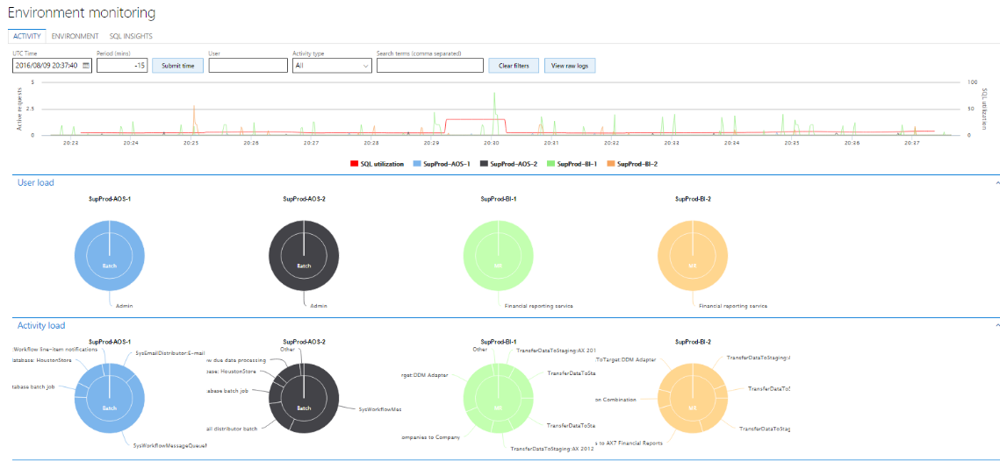 Environment monitoring
ACTIVITY ENVIRONMENT SQL INSIGHTS
UTC Time Period (mins) User Activity type Search terms (comma separated)
2016/08/09 20:37:40 -15 Submit time All Clear filters View raw logs
5 100
Active requests 2.5 50 SQL utilization
0 0
20:23 20:24 20:25 20:26 20:27 20:28 20:29 20:30 20:31 20:32 20:33 20:34 20:35 20:36 20:37
SQL utilization SupProd-AOS-1 SupProd-AOS-2 SupProd-BI-1 SupProd-BI-2
User load
SupProd-AOS-1 SupProd-AOS-2 SupProd-BI-1 SupProd-BI-2
Batch Batch MR MR
Admin Admin Financial reporting service Financial reporting service
Activity load
SupProd-AOS-1 SupProd-AOS-2 SupProd-BI-1 SupProd-BI-2
:Workflow line-item notifications Other Other TransferDataToStaging:AX 201
SysEmailDistributor:E-mail TransferDataToStaging:A
atabase: HoustonStore w due data processing ToTarget:DDM Adapter
ase: HoustonStore rget:DDM Adapter TransferDataToSta
tabase batch job abase batch job TransferDataToS
on Combination
Batch Batch MR MR
SysWorkflowMes
ail distributor batch TransferDataToSta TransferDataToStag
ompanies to Company
SysWorkflowMessageQueueM TransferDataToStaging:AX 2012 s to AX7 Financial Reports